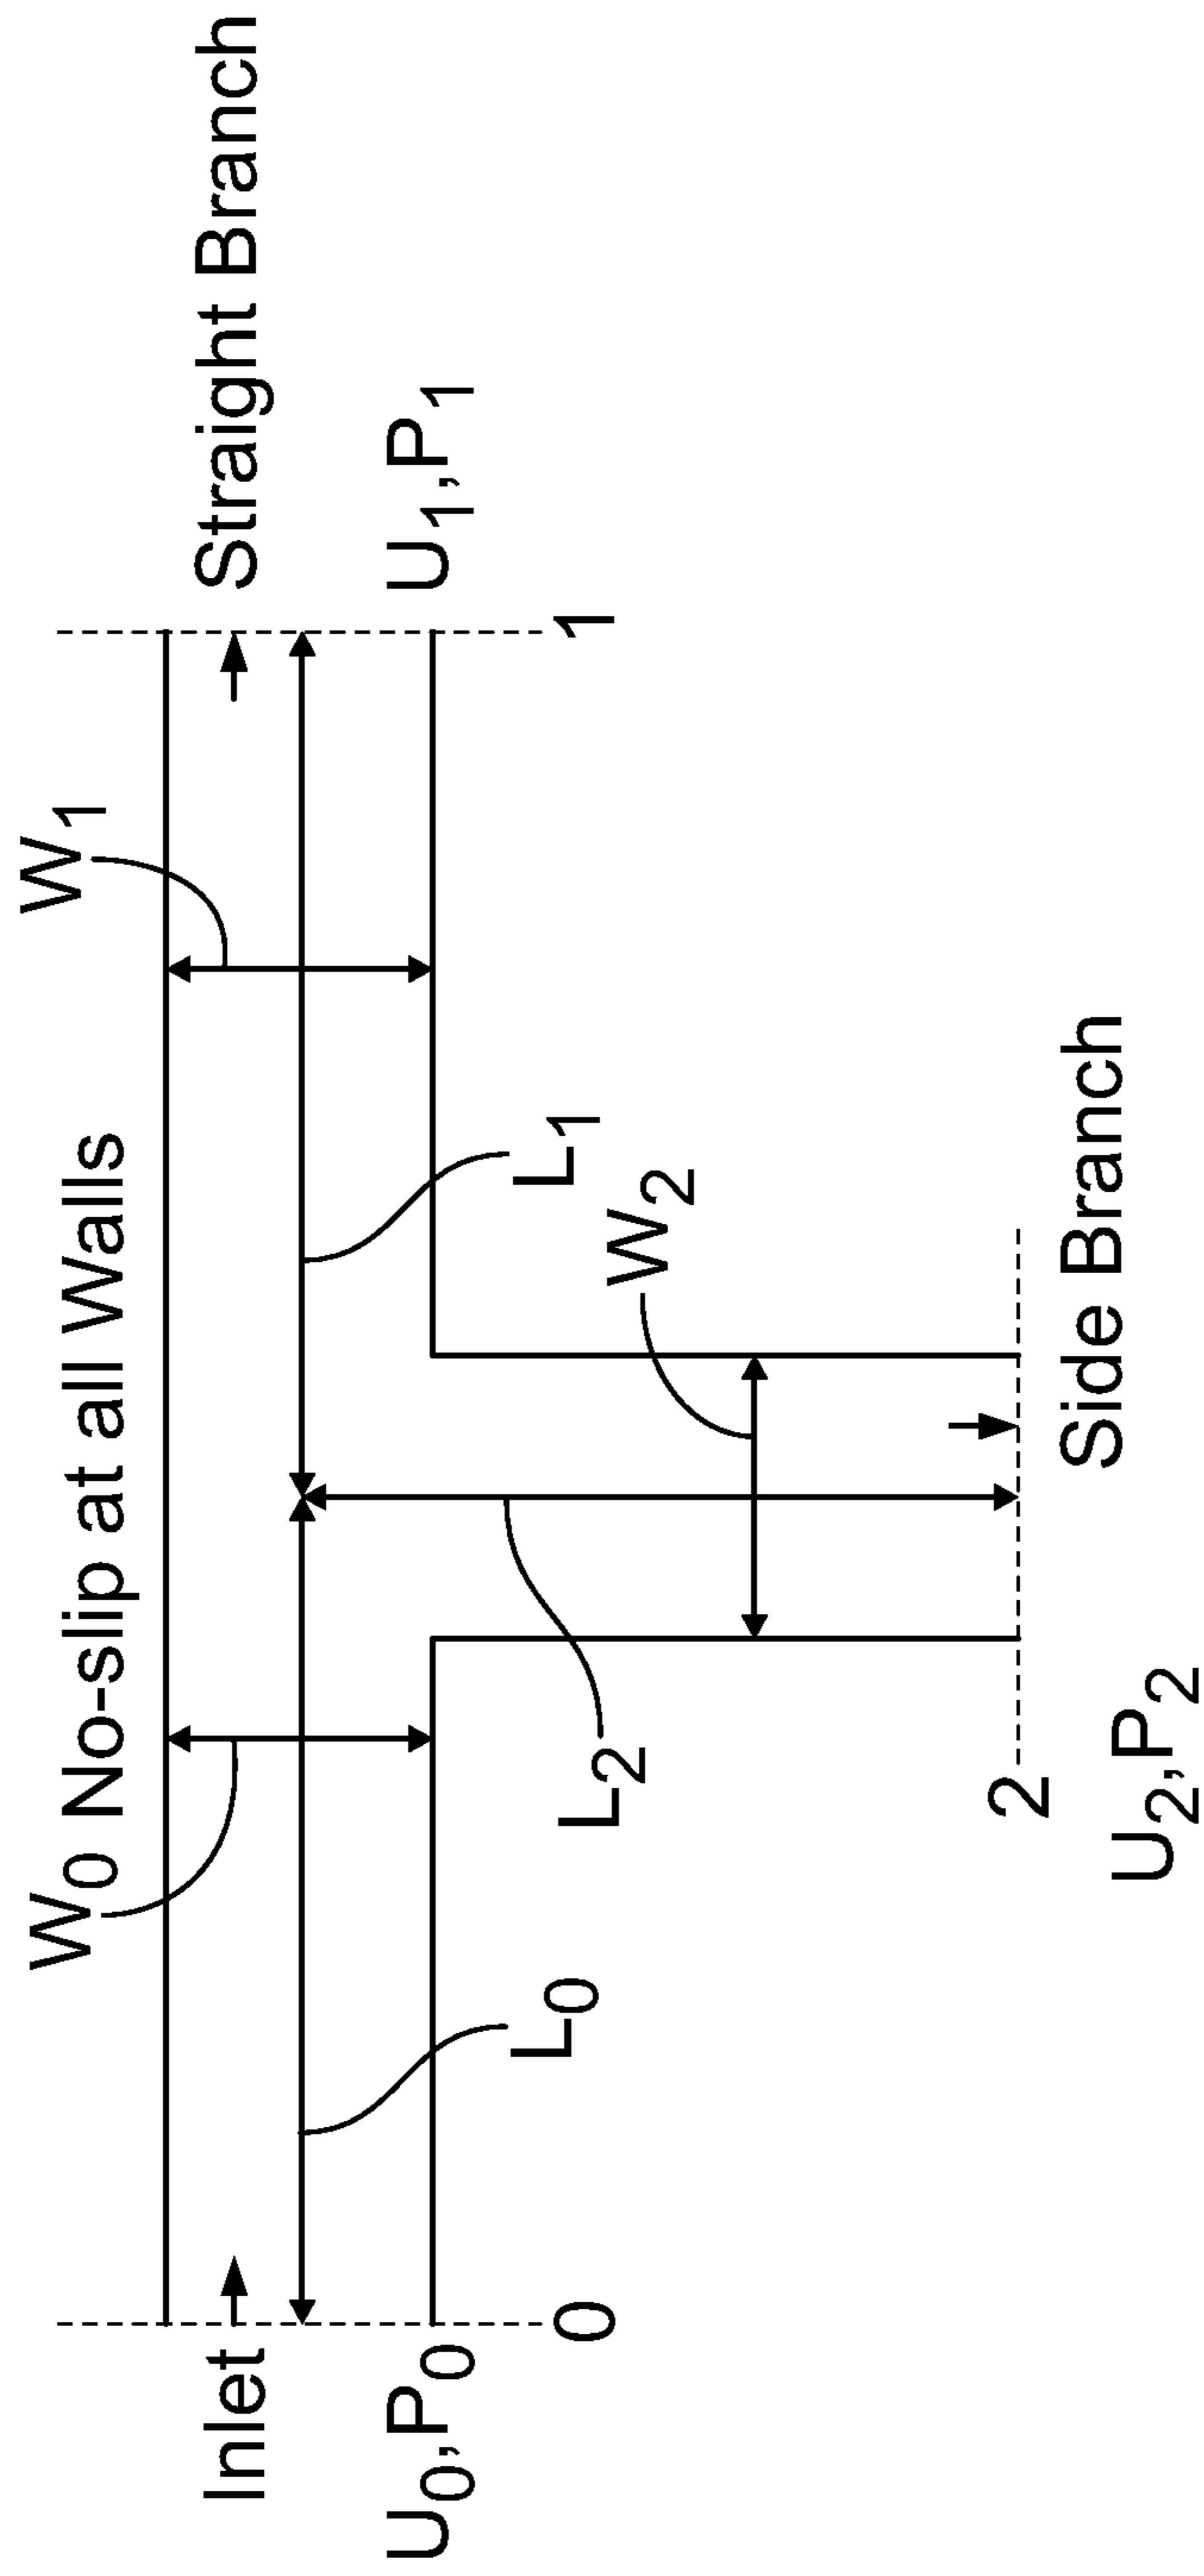 W0 No-slip at all Walls
W1
Inlet
Straight Branch
U0,P0
U1,P1
0
1
L0
L1
L2
W2
2
Side Branch
U2,P2